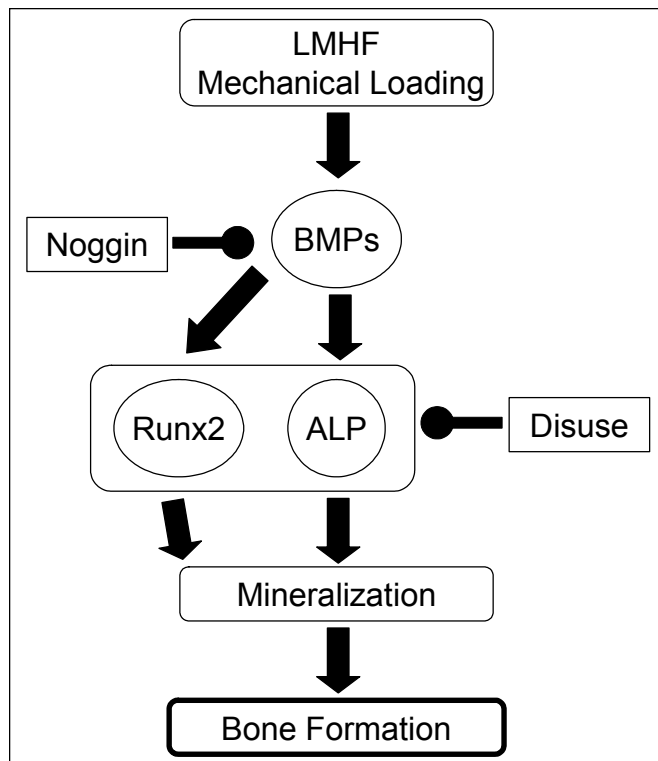 LMHF
Mechanical Loading
Noggin
BMPs
Runx2
ALP
Disuse
Mineralization
Bone Formation